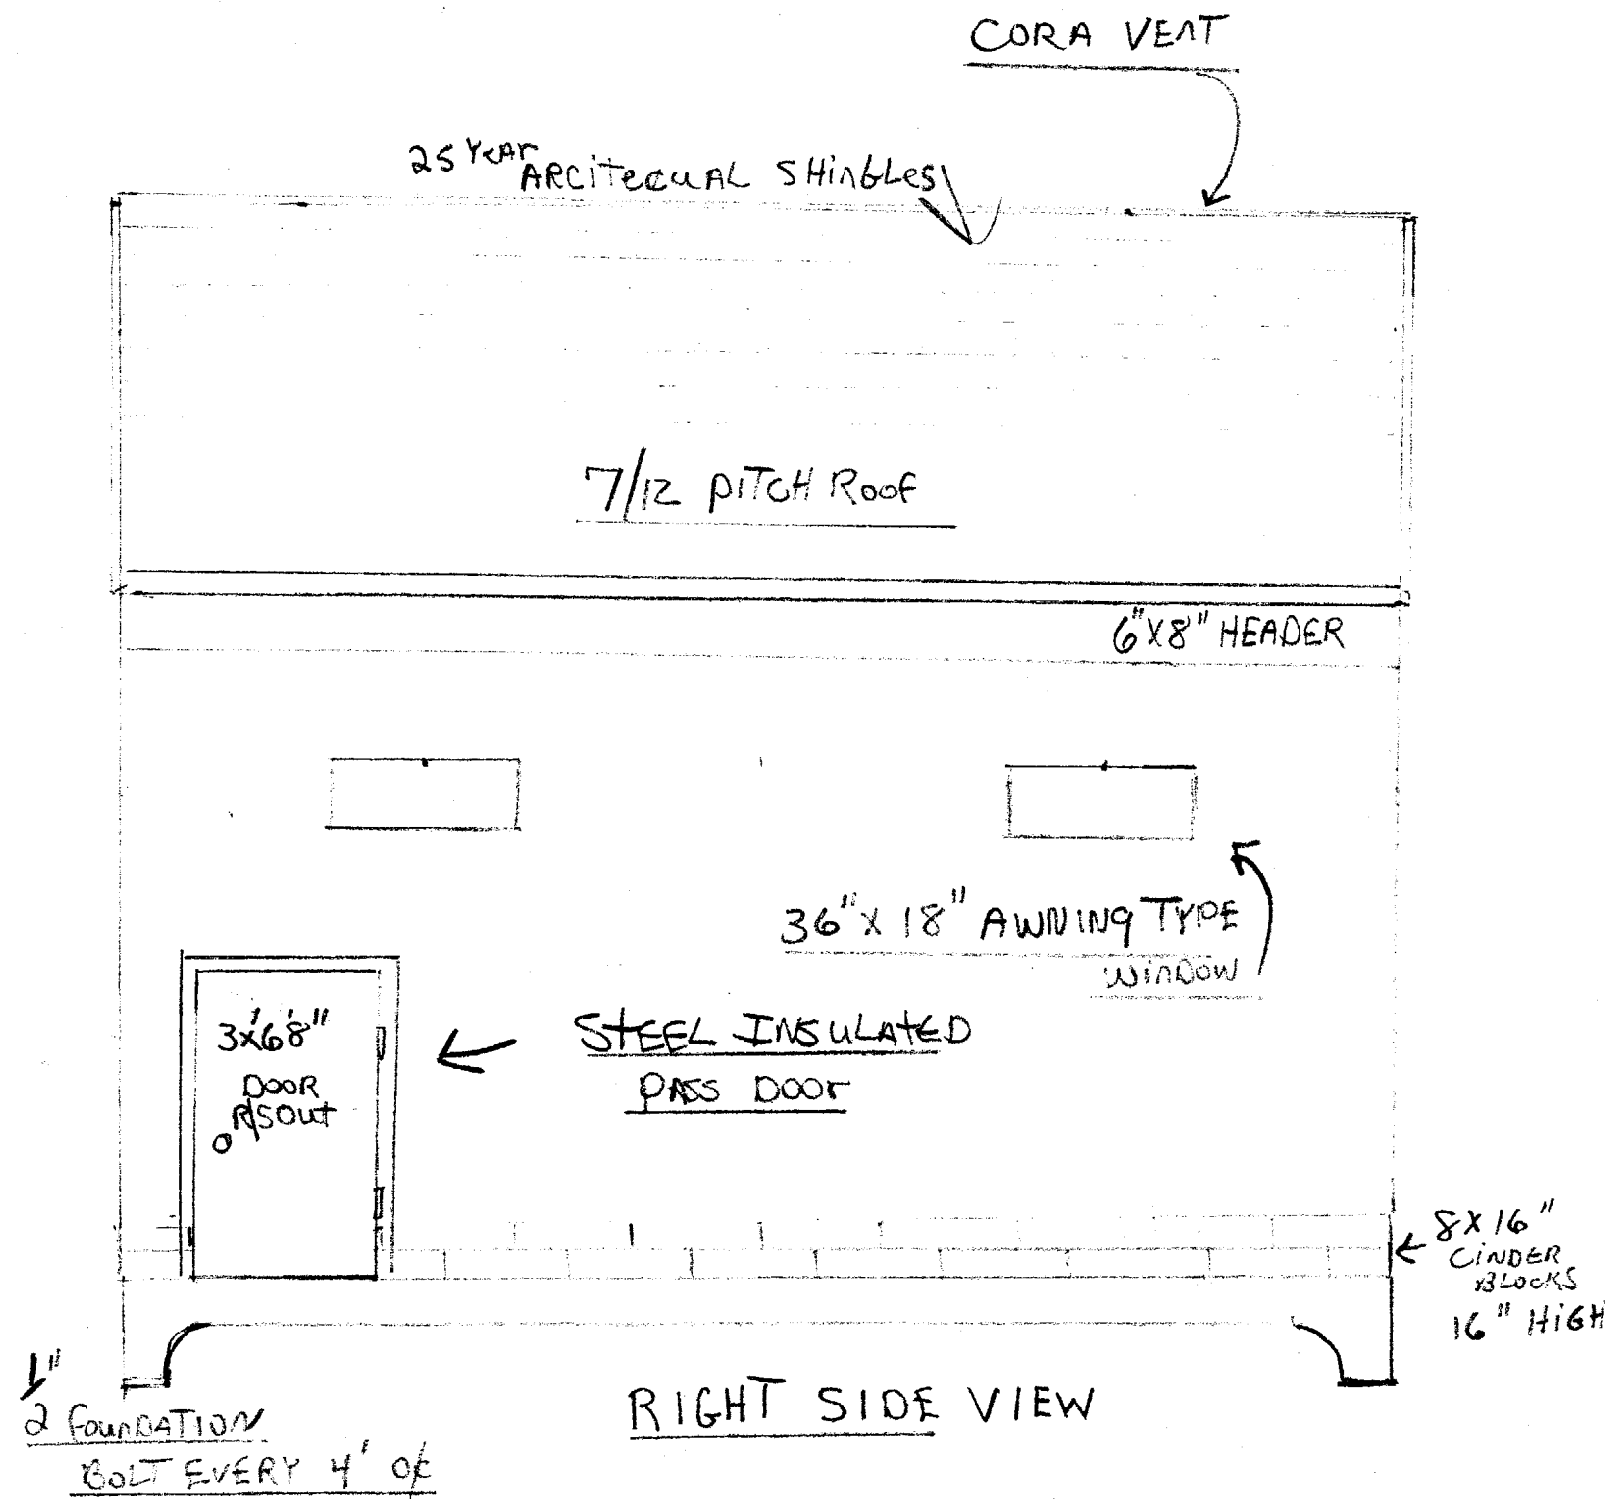 CORA VENT
25 YEAR
ARCITECUAL SHINGLES
7/12 PITCH ROOF
6"X8" HEADER
36"X 18" AWNING TYPE
WINDOW
3'x6'8"
DOOR
R/SOUT
STEEL INSULATED
PASS DOOR
8X16"
CINDER
BLOCKS
16" HIGH
1"
2 FOUNDATION
BOLT EVERY 4' O/C
RIGHT SIDE VIEW